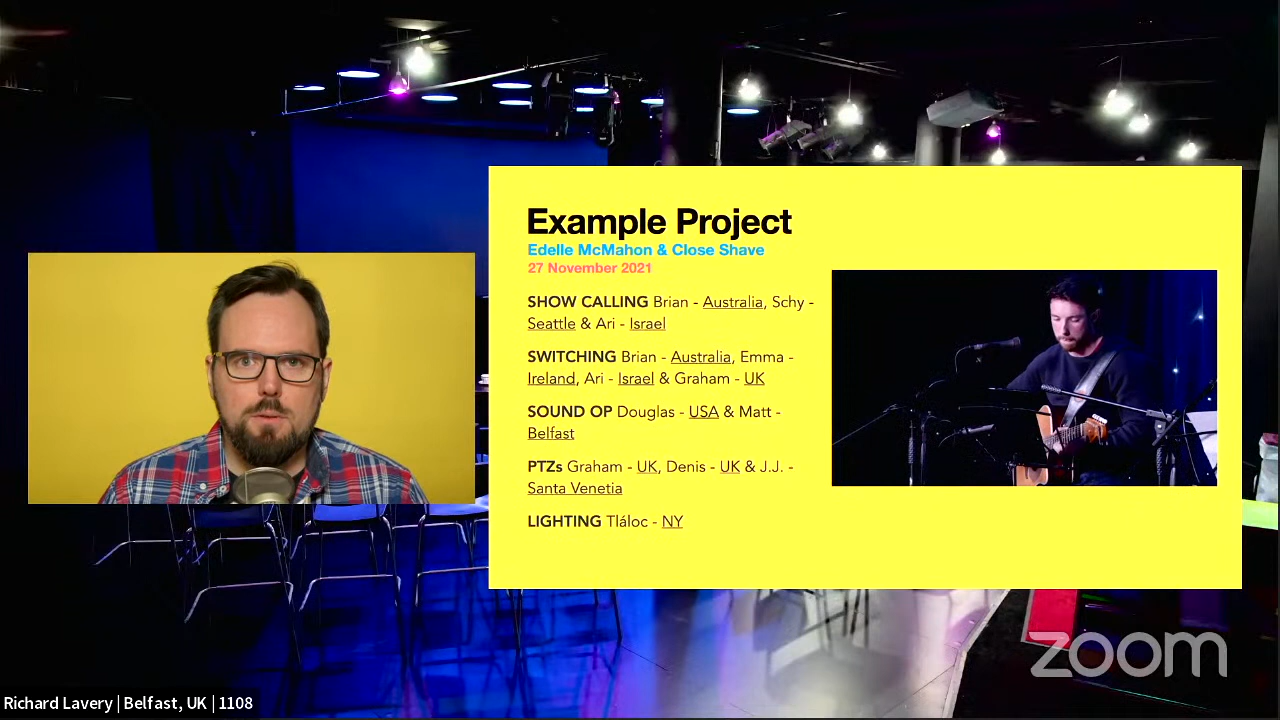 Example Project
Edelle McMahon & Close Shave
27 November 2021
SHOW CALLING Brian - Australia, Schy -
Seattle & Ari - Israel
SWITCHING Brian - Australia, Emma -
Ireland, Ari - Israel & Graham - UK
SOUND OP Douglas - USA & Matt -
Belfast
PTZs Graham - UK, Denis - UK & J.J. -
Santa Venetia
LIGHTING Tláloc - NY
zoom
Richard Lavery | Belfast, UK | 1108